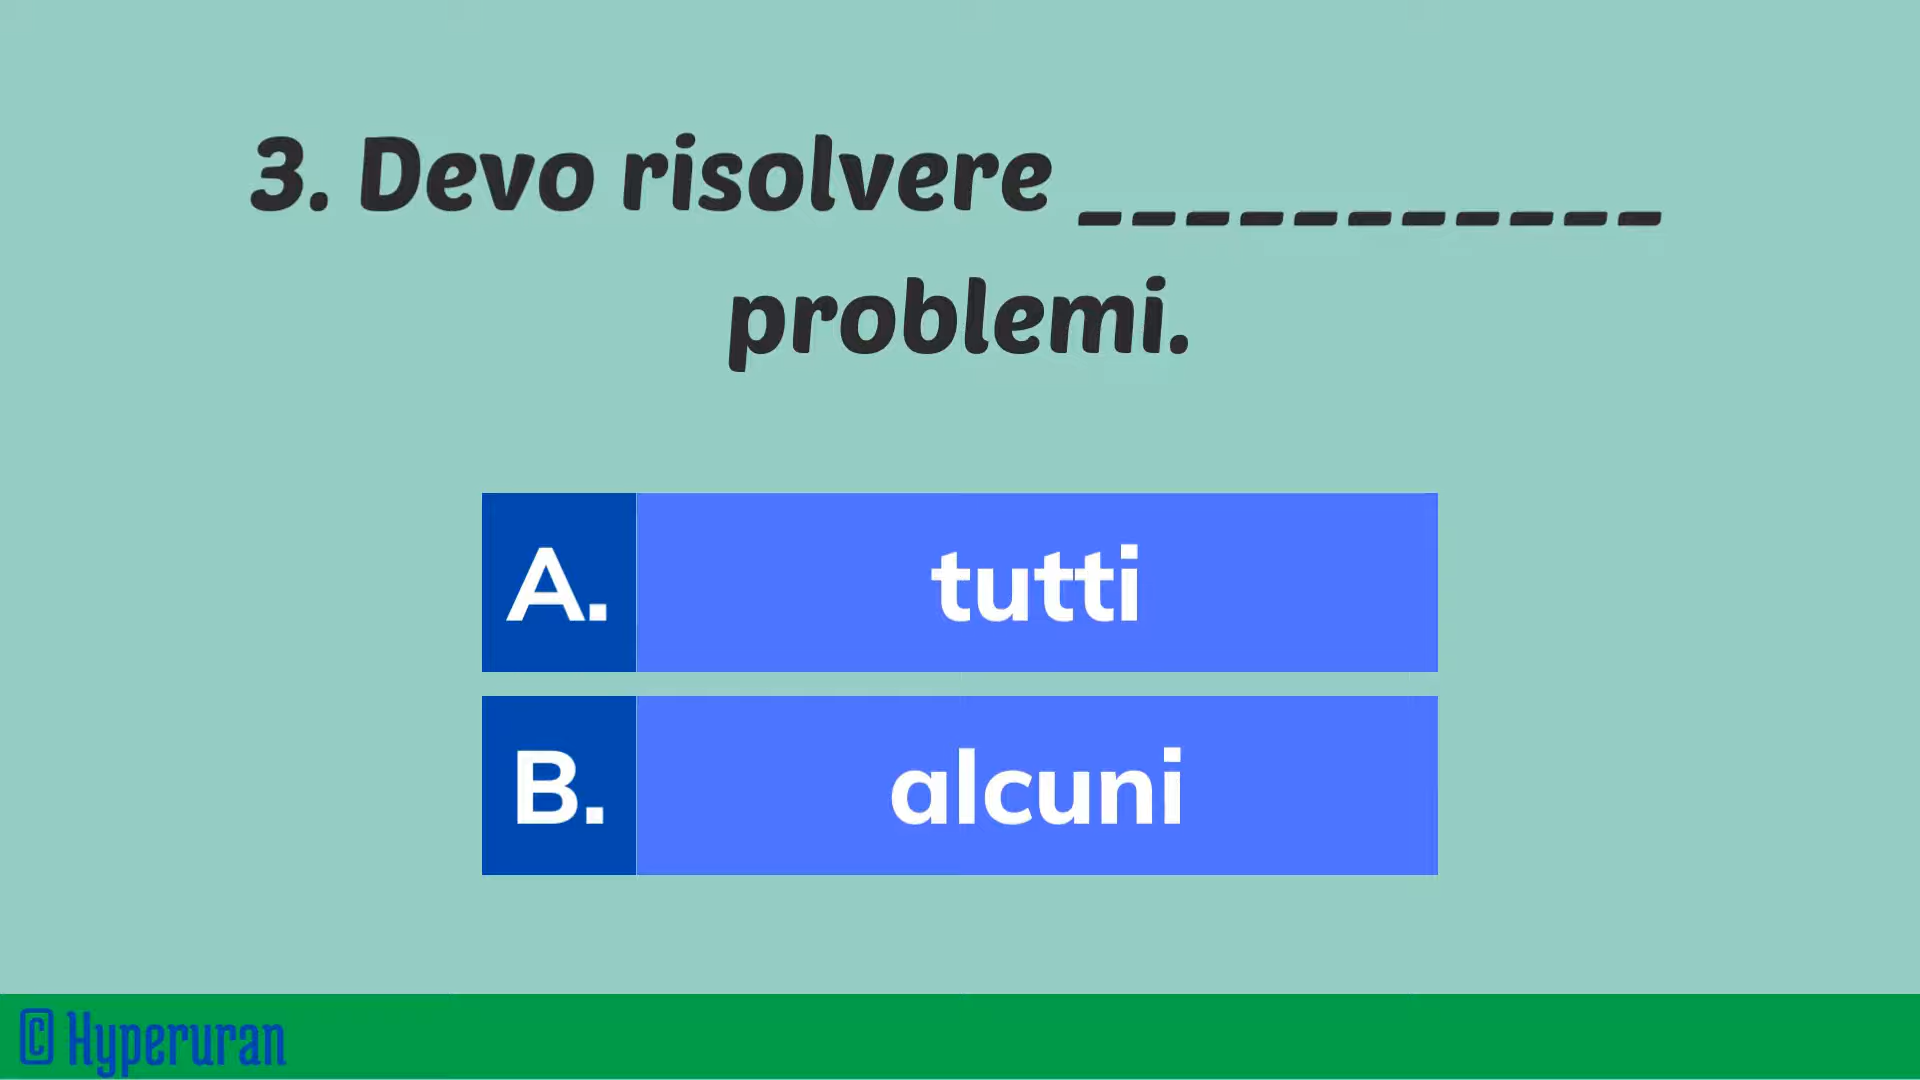 3. Devo risolvere ___________
problemi.
A. tutti
B. alcuni
© Hyperuran